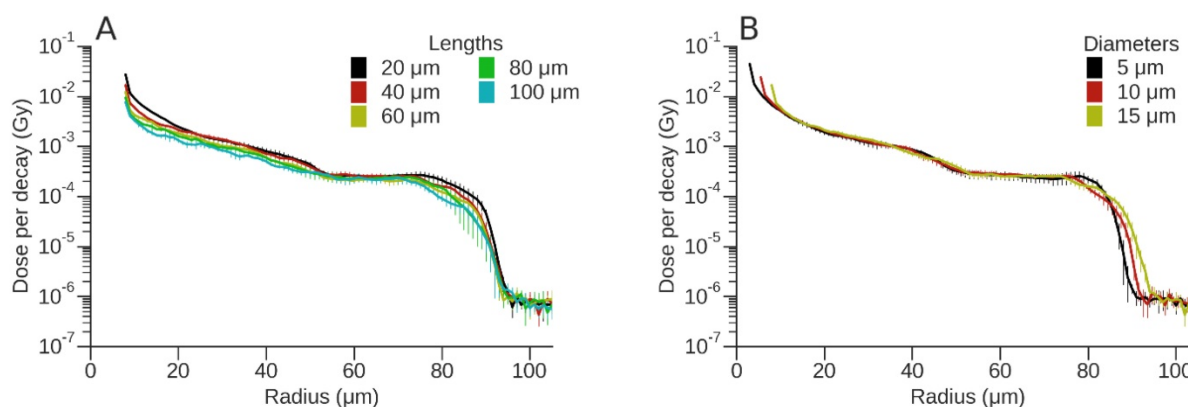 A
Lengths
20 µm
40 µm
60 µm
80 µm
100 µm
Dose per decay (Gy)
10⁻¹
10⁻²
10⁻³
10⁻⁴
10⁻⁵
10⁻⁶
10⁻⁷
0 20 40 60 80 100
Radius (µm)
B
Diameters
5 µm
10 µm
15 µm
Dose per decay (Gy)
10⁻¹
10⁻²
10⁻³
10⁻⁴
10⁻⁵
10⁻⁶
10⁻⁷
0 20 40 60 80 100
Radius (µm)